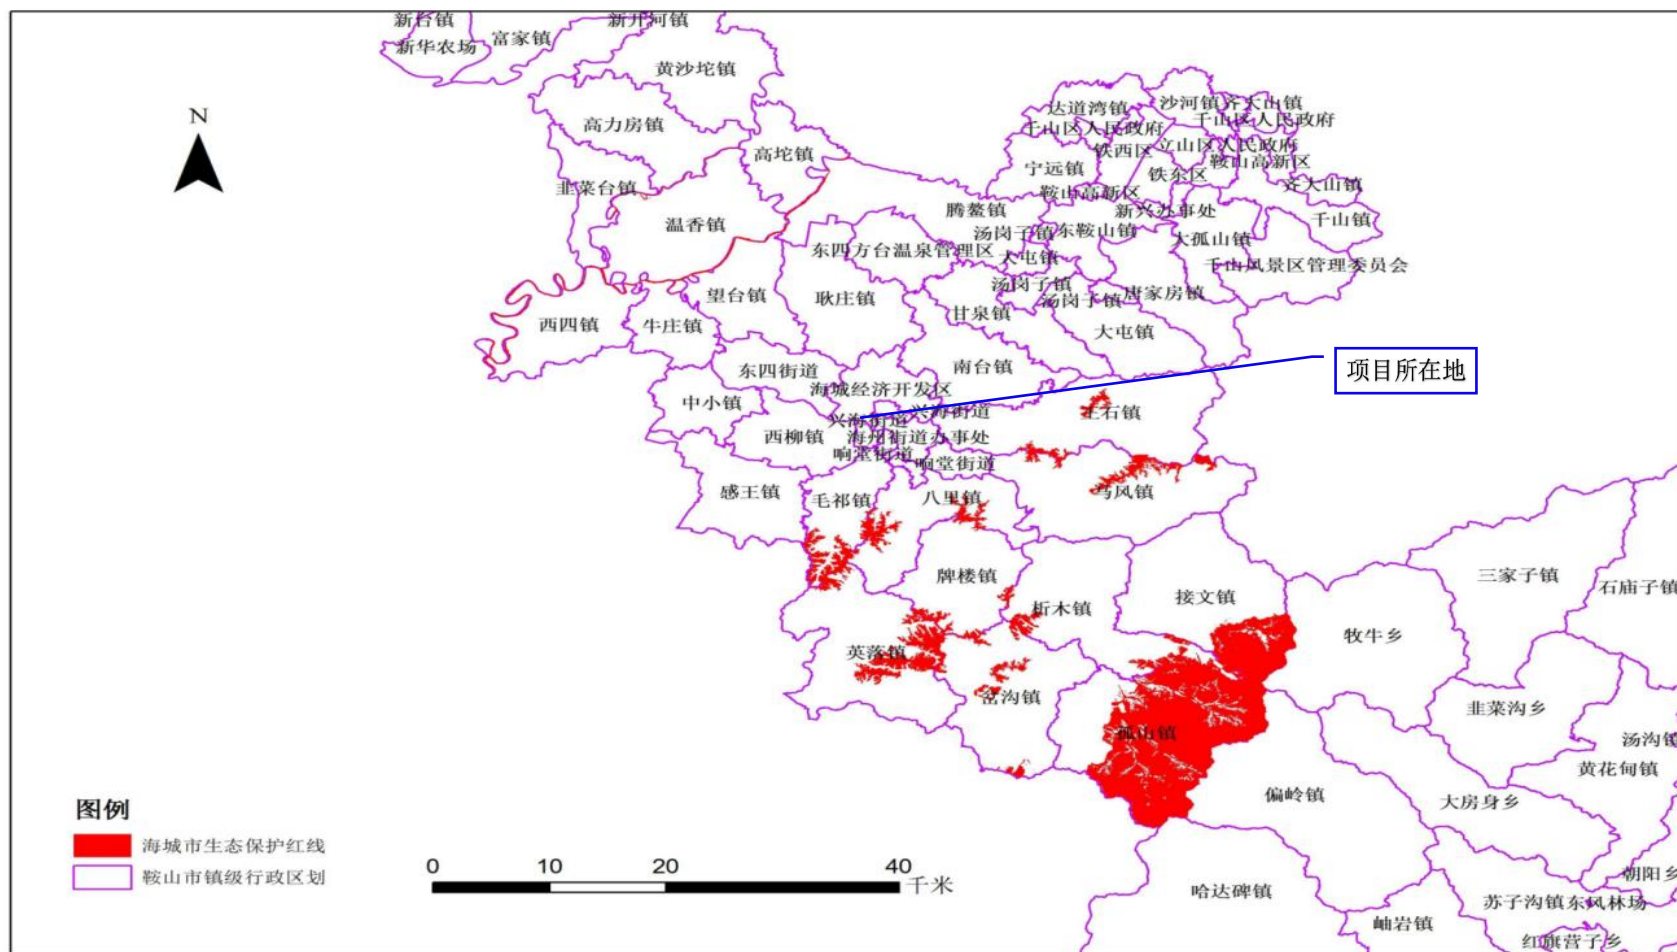 新台镇
新开河镇
富家镇
新华农场
黄沙坨镇
N
高力房镇
高坨镇
达道湾镇
沙河镇
齐大山镇
千山区人民政府
千山区人民政府
铁西区
立山区人民政府
鞍山高新区
宁远镇
铁东区
韭菜台镇
鞍山高新区
齐大山镇
温香镇
腾鳌镇
新兴办事处
千山镇
汤岗子镇
东鞍山镇
大孤山镇
东四方台温泉管理区
大屯镇
千山风景区管理委员会
望台镇
耿庄镇
汤岗子镇
汤岗子镇
唐家房镇
甘泉镇
西四镇
牛庄镇
大屯镇
东四街道
南台镇
项目所在地
海城经济开发区
中小镇
兴海街道
兴海街道
王石镇
西柳镇
海州街道办事处
响堂街道
响堂街道
感王镇
毛祁镇
八里镇
马风镇
牌楼镇
析木镇
接文镇
三家子镇
石庙子镇
牧牛乡
英落镇
岔沟镇
孤山镇
韭菜沟乡
汤沟镇
黄花甸镇
偏岭镇
大房身乡
图例
海城市生态保护红线
鞍山市镇级行政区划
0 10 20 40
千米
哈达碑镇
朝阳乡
苏子沟镇
东风林场
岫岩镇
红旗营子乡